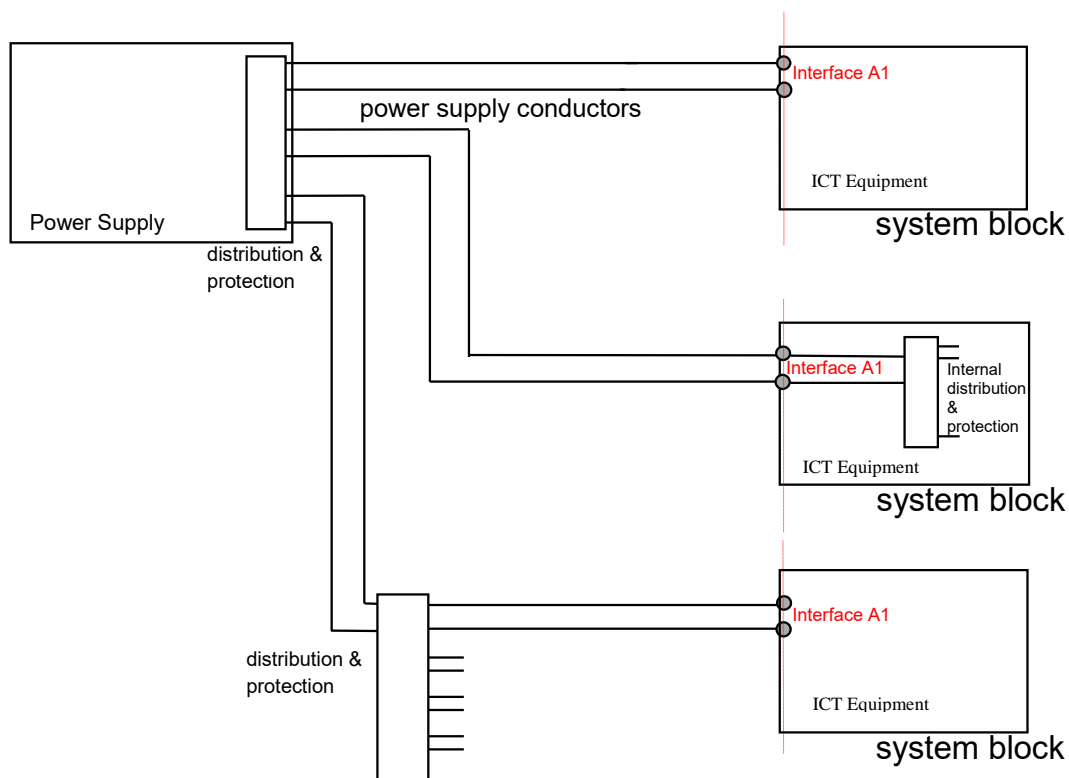 Interface A1
power supply conductors
ICT Equipment
Power Supply
system block
distribution &
protection
Interface A1
Internal
distribution
&
protection
ICT Equipment
system block
Interface A1
distribution &
protection
ICT Equipment
system block